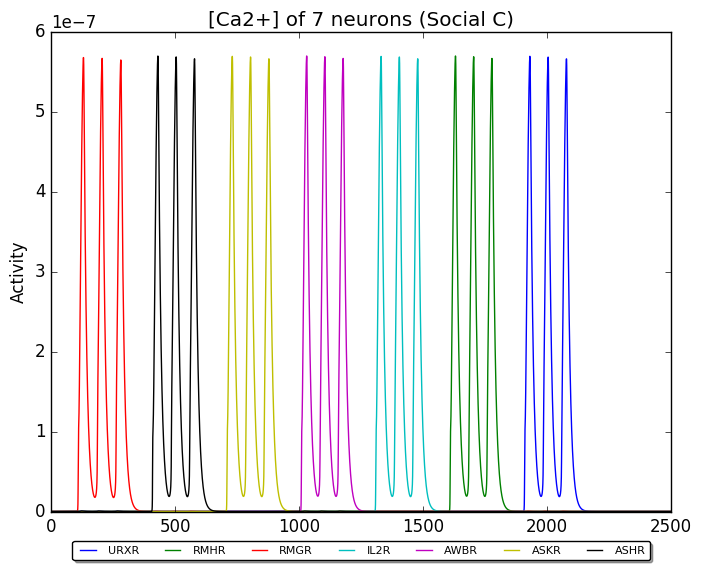 [Ca2+] of 7 neurons (Social C)
1e−7
6
5
4
3
2
1
0
Activity
0 500 1000 1500 2000 2500
URXR RMHR RMGR IL2R AWBR ASKR ASHR